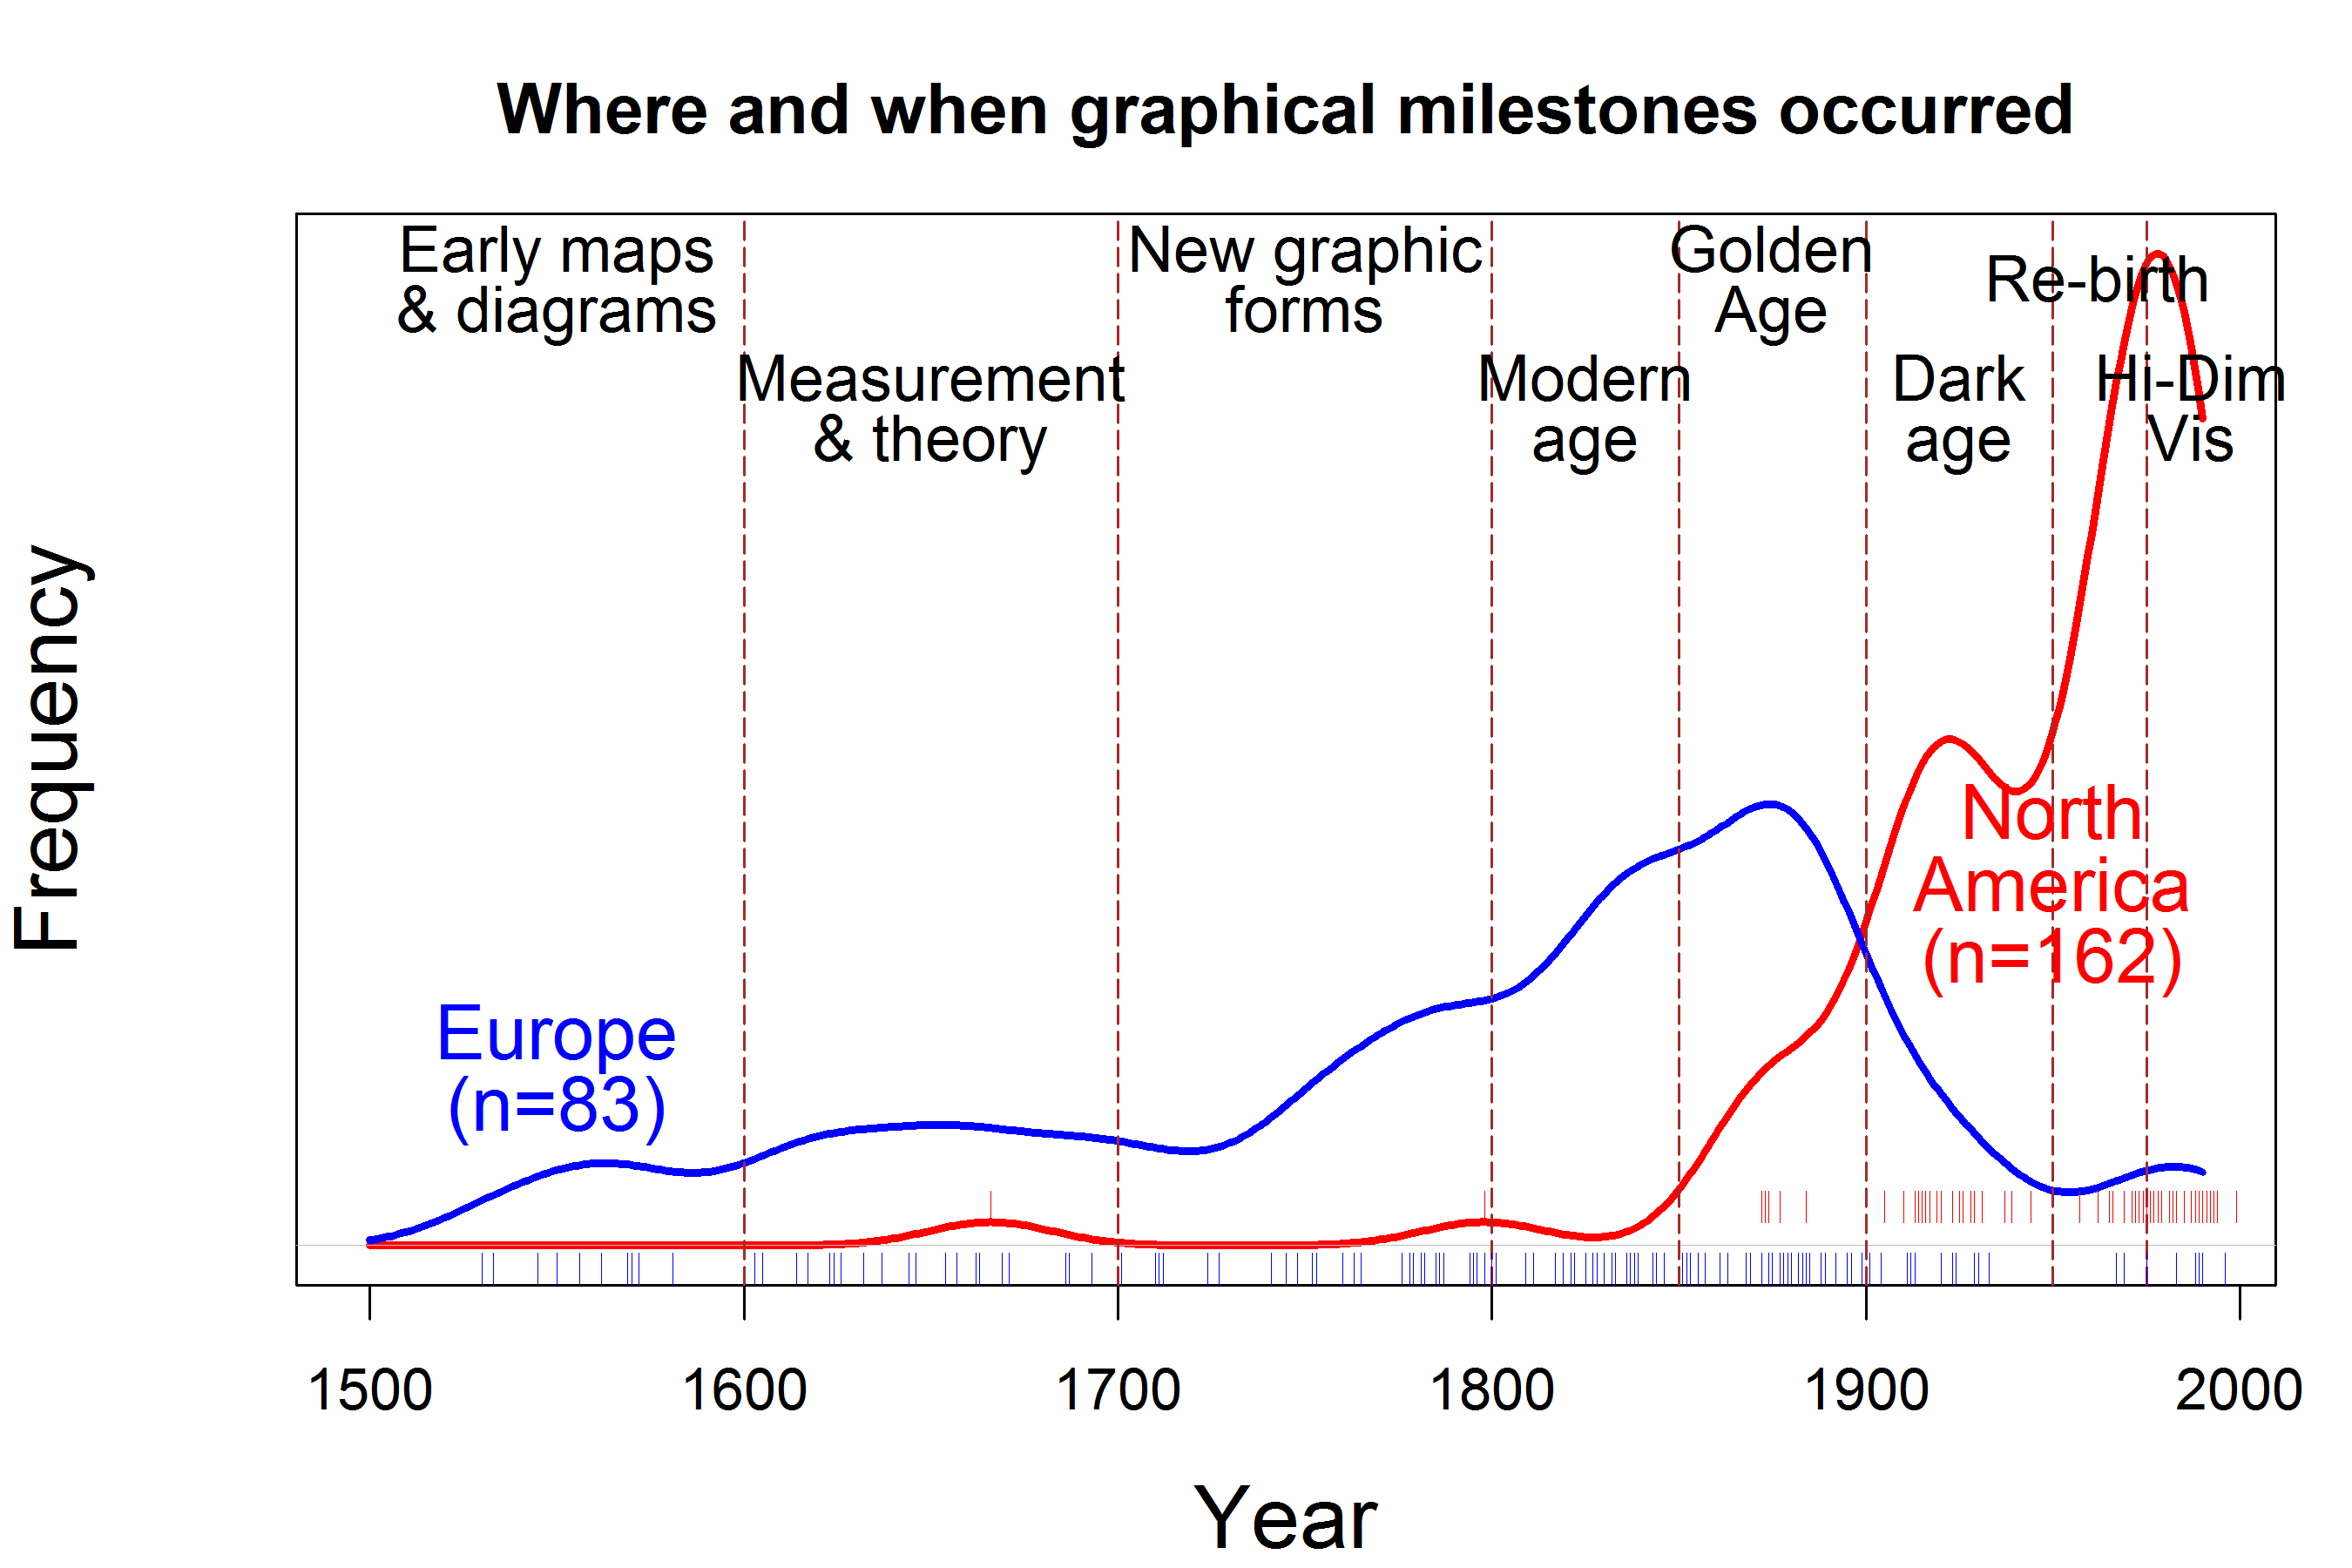 Where and when graphical milestones occurred
Early maps
& diagrams
Measurement
& theory
New graphic
forms
Modern
age
Golden
Age
Dark
age
Re-birth
Hi-Dim
Vis
Frequency
Europe
(n=83)
North
America
(n=162)
1500
1600
1700
1800
1900
2000
Year